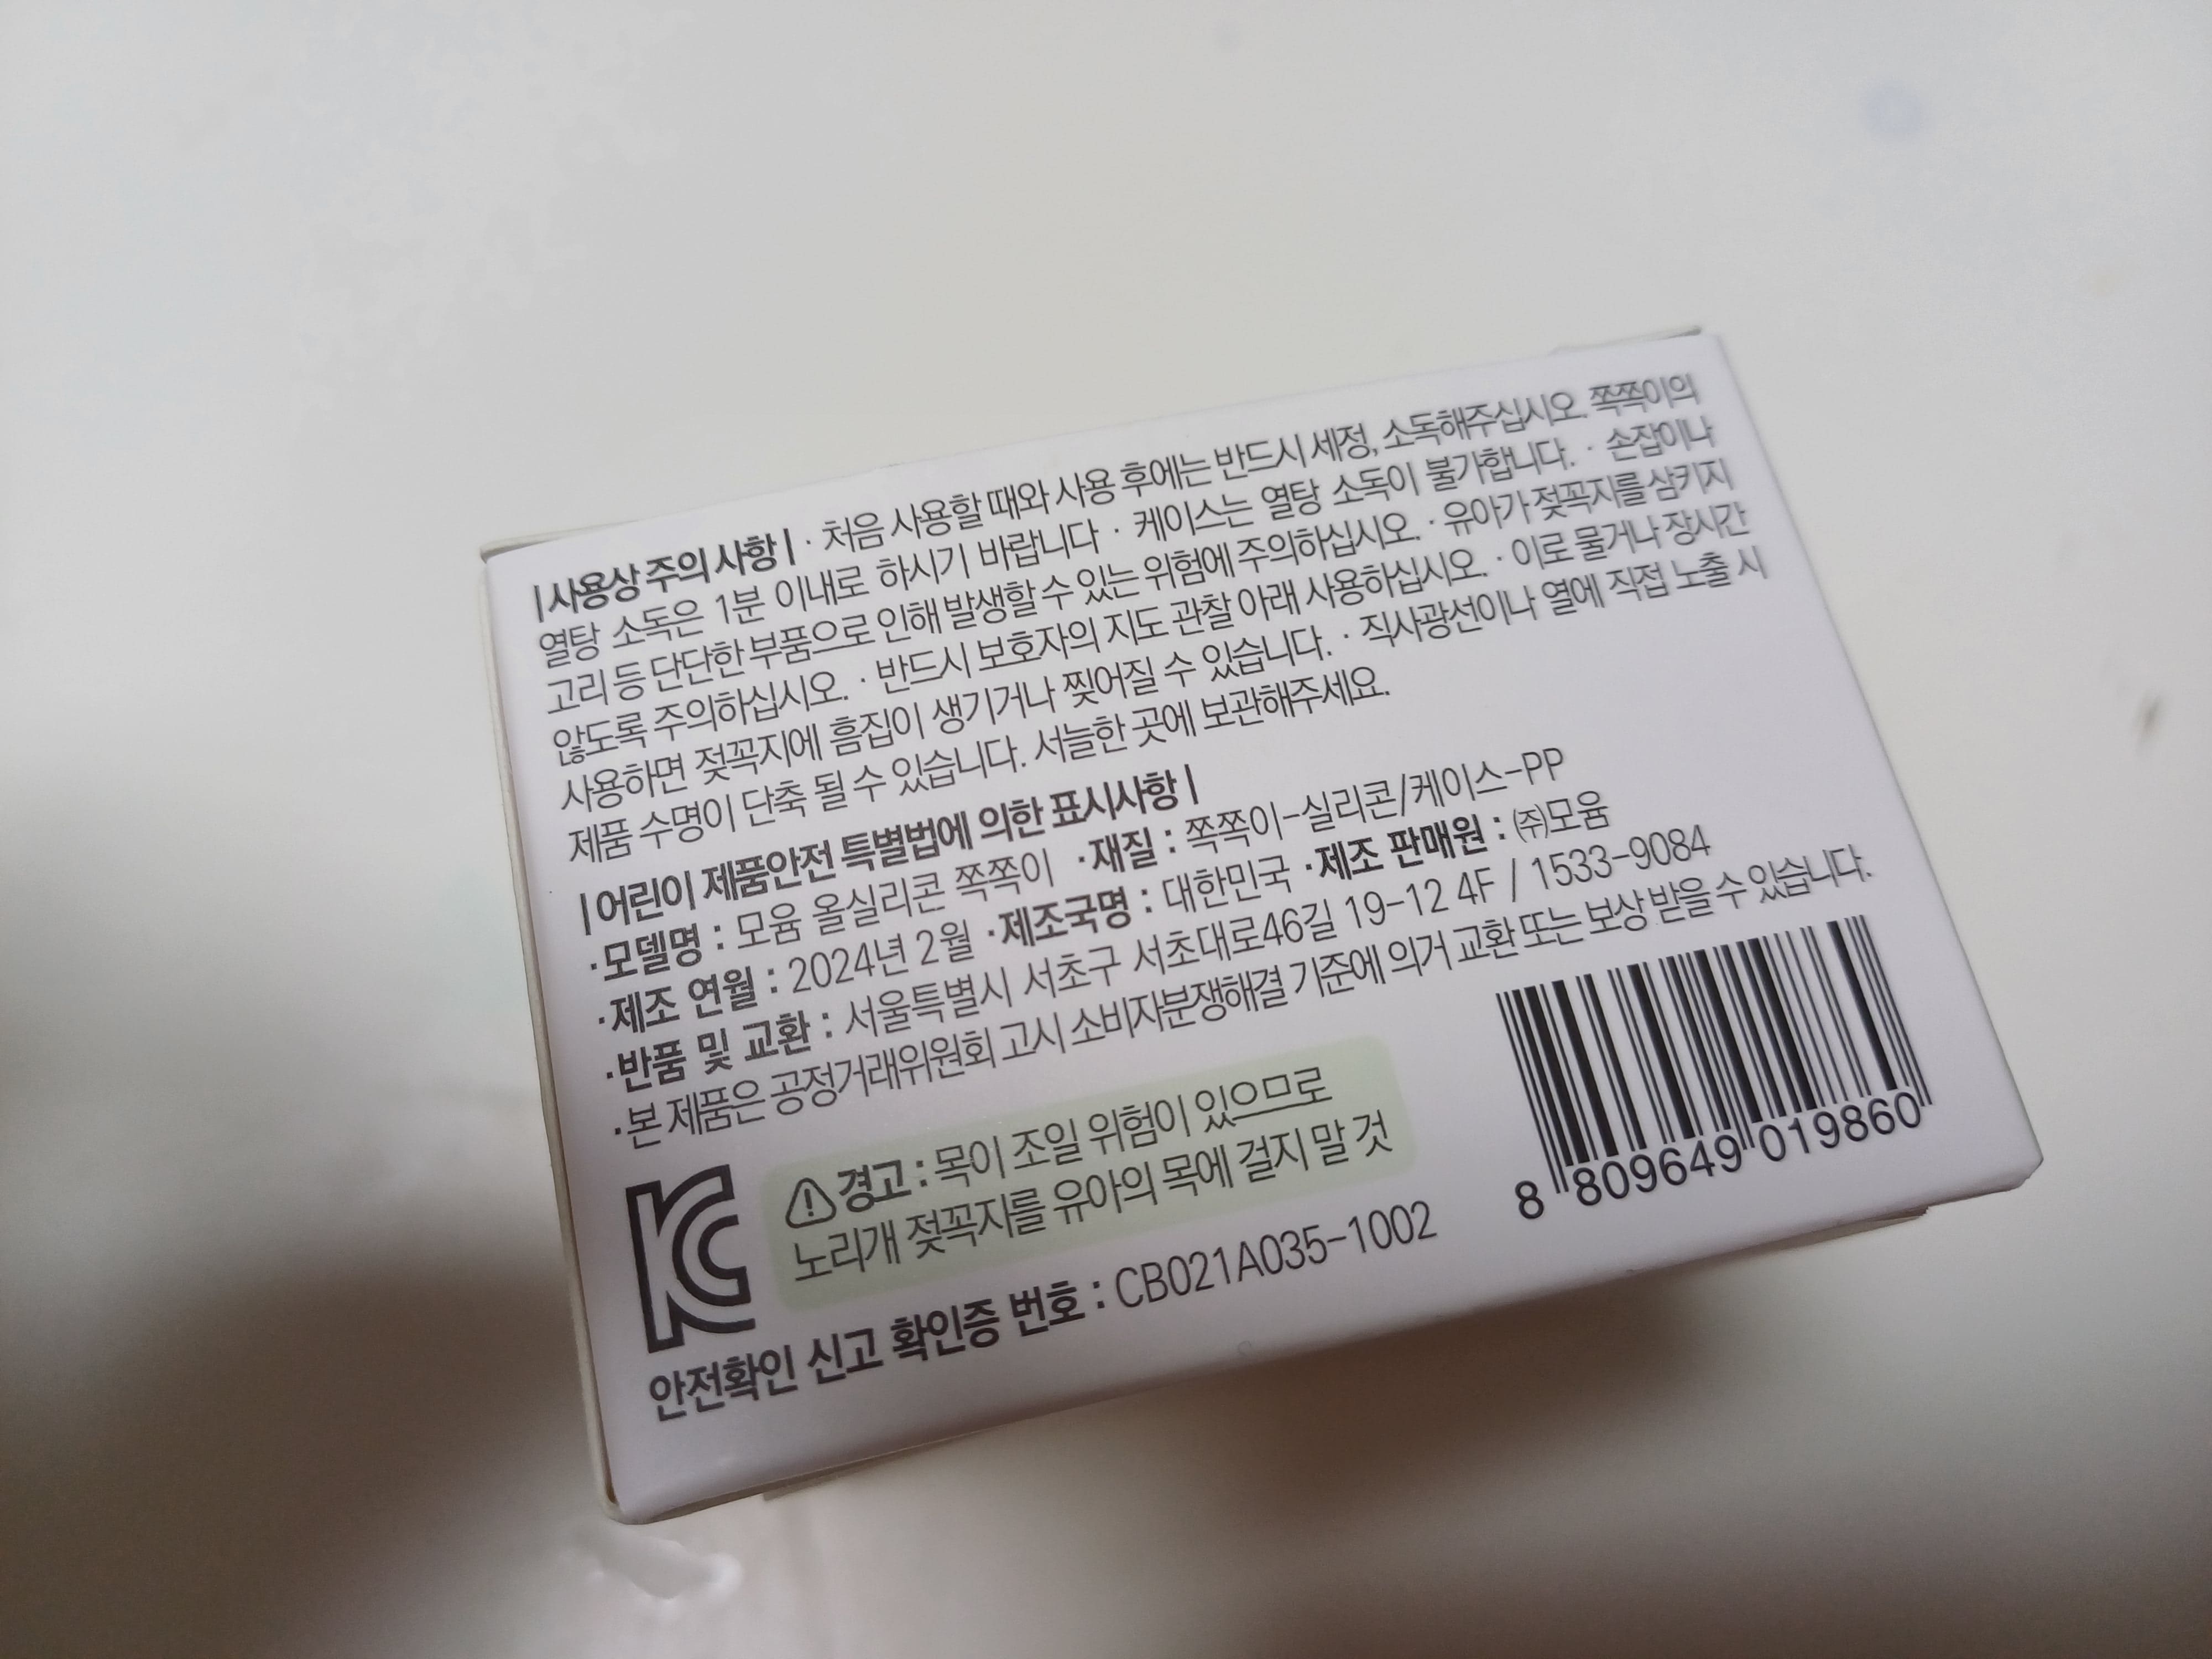 |사용상 주의 사항| · 처음 사용할 때와 사용 후에는 반드시 세정, 소독해주십시오. 쪽쪽이의
열탕 소독은 1분 이내로 하시기 바랍니다 · 케이스는 열탕 소독이 불가합니다. · 손잡이나
고리 등 단단한 부품으로 인해 발생할 수 있는 위험에 주의하십시오. · 유아가 젖꼭지를 삼키지
않도록 주의하십시오. · 반드시 보호자의 지도 관찰 아래 사용하십시오. · 이로 물거나 장시간
사용하면 젖꼭지에 흠집이 생기거나 찢어질 수 있습니다. · 직사광선이나 열에 직접 노출 시
제품 수명이 단축 될 수 있습니다. 서늘한 곳에 보관해주세요.
|어린이 제품안전 특별법에 의한 표시사항|
·모델명 : 모윰 올실리콘 쪽쪽이 ·재질 : 쪽쪽이-실리콘/케이스-PP
·제조 연월 : 2024년 2월 ·제조국명 : 대한민국 ·제조 판매원 : ㈜모윰
·반품 및 교환 : 서울특별시 서초구 서초대로46길 19-12 4F / 1533-9084
·본 제품은 공정거래위원회 고시 소비자분쟁해결 기준에 의거 교환 또는 보상 받을 수 있습니다.
KC
경고 : 목이 조일 위험이 있으므로
노리개 젖꼭지를 유아의 목에 걸지 말 것
안전확인 신고 확인증 번호 : CB021A035-1002
8 809649 019860